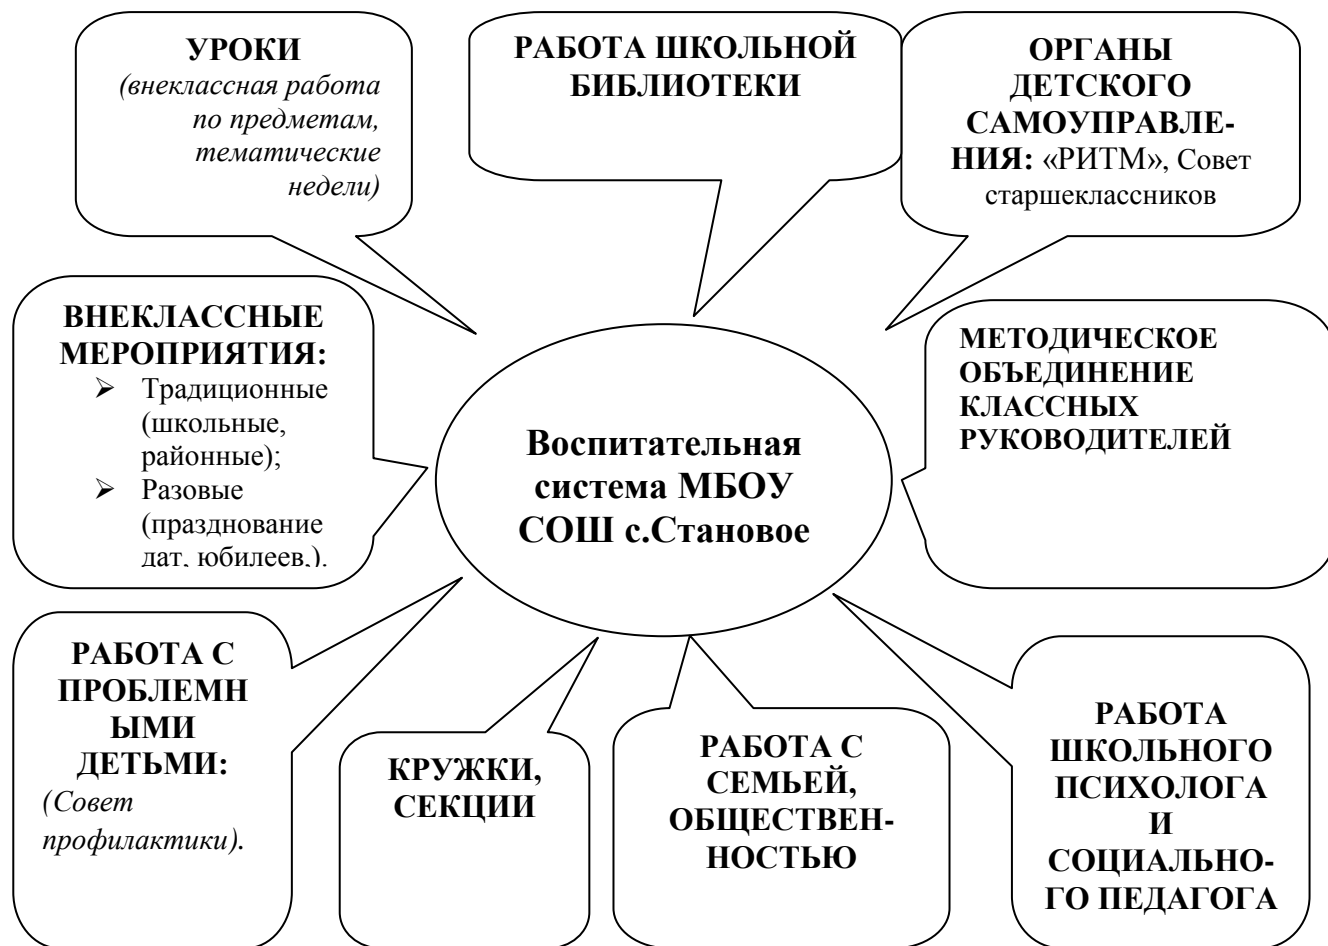 УРОКИ
(внеклассная работа
по предметам,
тематические
недели)
РАБОТА ШКОЛЬНОЙ
БИБЛИОТЕКИ
ОРГАНЫ
ДЕТСКОГО
САМОУПРАВЛЕ-
НИЯ: «РИТМ», Совет
старшеклассников
ВНЕКЛАССНЫЕ
МЕРОПРИЯТИЯ:
➢ Традиционные
(школьные,
районные);
➢ Разовые
(празднование
дат, юбилеев,).
Воспитательная
система МБОУ
СОШ с.Становое
МЕТОДИЧЕСКОЕ
ОБЪЕДИНЕНИЕ
КЛАССНЫХ
РУКОВОДИТЕЛЕЙ
РАБОТА С
ПРОБЛЕМН
ЫМИ
ДЕТЬМИ:
(Совет
профилактики).
КРУЖКИ,
СЕКЦИИ
РАБОТА С
СЕМЬЕЙ,
ОБЩЕСТВЕН-
НОСТЬЮ
РАБОТА
ШКОЛЬНОГО
ПСИХОЛОГА
И
СОЦИАЛЬНО-
ГО ПЕДАГОГА